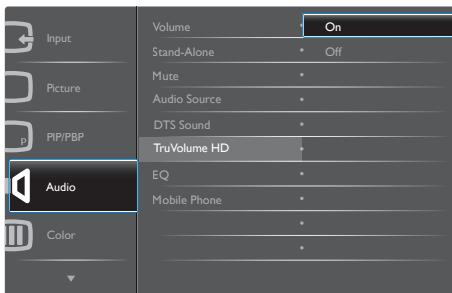 Input
Picture
P
PIP/PBP
Audio
Color
Volume
Stand-Alone
Mute
Audio Source
DTS Sound
TruVolume HD
EQ
Mobile Phone
On
Off